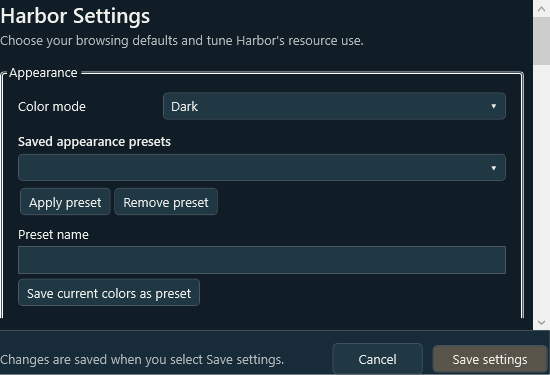 Harbor Settings
Choose your browsing defaults and tune Harbor's resource use.
Appearance
Color mode
Dark
Saved appearance presets
Apply preset
Remove preset
Preset name
Save current colors as preset
Changes are saved when you select Save settings.
Cancel
Save settings